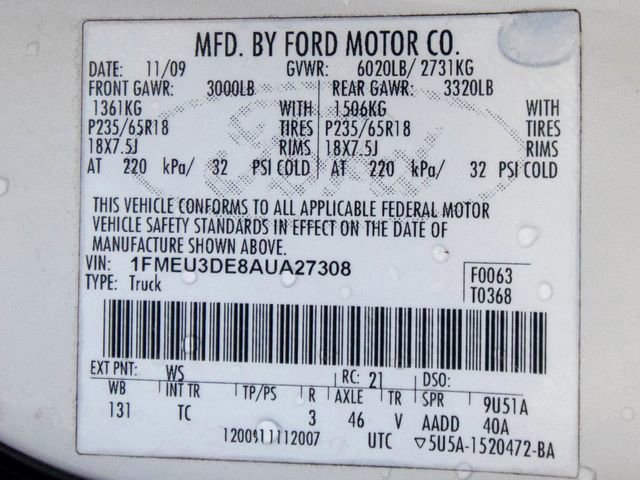 MFD. BY FORD MOTOR CO.
DATE: 11/09 GVWR: 6020LB/ 2731KG
FRONT GAWR: 3000LB REAR GAWR: 3320LB
1361KG WITH 1506KG WITH
P235/65R18 TIRES P235/65R18 TIRES
18X7.5J RIMS 18X7.5J RIMS
AT 220 kPa/ 32 PSI COLD AT 220 kPa/ 32 PSI COLD
THIS VEHICLE CONFORMS TO ALL APPLICABLE FEDERAL MOTOR
VEHICLE SAFETY STANDARDS IN EFFECT ON THE DATE OF
MANUFACTURE SHOWN ABOVE.
VIN: 1FMEU3DE8AUA27308 F0063
TYPE: Truck T0368
EXT PNT: WS RC: 21 DSO:
WB INT TR TP/PS R AXLE TR SPR 9U51A
131 TC 3 46 V AADD 40A
UTC ▽5U5A-1520472-BA